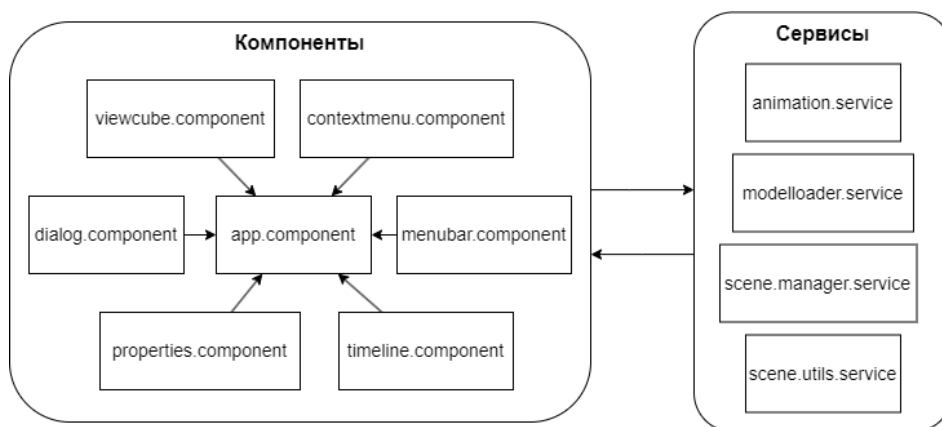 Компоненты
viewcube.component
contextmenu.component
dialog.component
app.component
menubar.component
properties.component
timeline.component
Сервисы
animation.service
modelloader.service
scene.manager.service
scene.utils.service